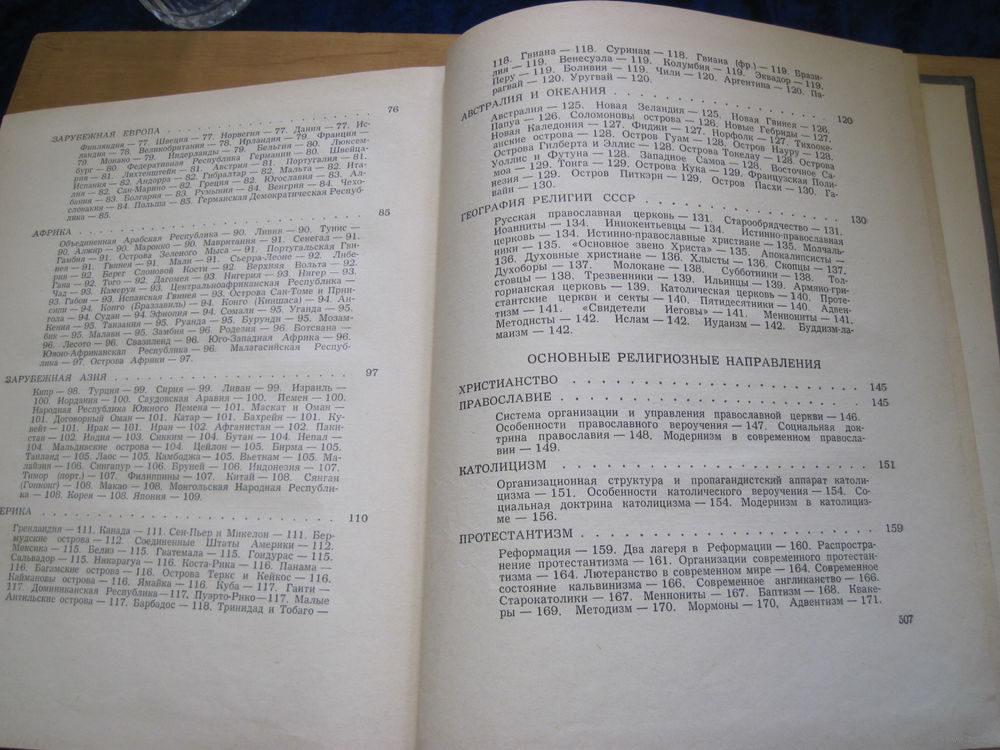 ЗАРУБЕЖНАЯ ЕВРОПА . . . . . . . . . . . . . . . 76
Финляндия — 77. Швеция — 77. Норвегия — 77. Дания — 77. Ис-
ландия — 78. Великобритания — 78. Ирландия — 79. Франция —
79. Монако — 79. Нидерланды — 79. Бельгия — 80. Люксем-
бург — 80. Федеративная Республика Германии — 80. Швейца-
рия — 81. Лихтенштейн — 81. Австрия — 81. Португалия — 81.
Испания — 82. Андорра — 82. Гибралтар — 82. Мальта — 82. Ита-
лия — 82. Сан-Марино — 82. Греция — 82. Югославия — 83. Ал-
бания — 83. Болгария — 83. Румыния — 84. Венгрия — 84. Чехо-
словакия — 84. Польша — 85. Германская Демократическая Респуб-
лика — 85.
АФРИКА . . . . . . . . . . . . . . . . . . . 85
Объединенная Арабская Республика — 90. Ливия — 90. Тунис —
90. Алжир — 90. Марокко — 90. Мавритания — 91. Сенегал — 91.
Гамбия — 91. Острова Зеленого Мыса — 91. Португальская Гви-
нея — 91. Гвинея — 91. Мали — 91. Сьерра-Леоне — 92. Либе-
рия — 92. Берег Слоновой Кости — 92. Верхняя Вольта — 92.
Гана — 92. Того — 92. Дагомея — 93. Нигерия — 93. Нигер — 93.
Чад — 93. Камерун — 93. Центральноафриканская Республика —
93. Габон — 93. Испанская Гвинея — 93. Острова Сан-Томе и Прин-
сипи — 94. Конго (Браззавиль) — 94. Конго (Киншаса) — 94. Ан-
гола — 94. Судан — 94. Эфиопия — 94. Сомали — 95. Уганда — 95.
Кения — 95. Танзания — 95. Руанда — 95. Бурунди — 95. Мозам-
бик — 95. Малави — 95. Замбия — 96. Родезия — 96. Ботсвана —
96. Лесото — 96. Свазиленд — 96. Юго-Западная Африка — 96.
Южно-Африканская Республика — 96. Малагасийская Респуб-
лика — 97. Острова Африки — 97.
ЗАРУБЕЖНАЯ АЗИЯ . . . . . . . . . . . . . . . 97
Кипр — 98. Турция — 99. Сирия — 99. Ливан — 99. Израиль —
100. Иордания — 100. Саудовская Аравия — 100. Йемен — 100.
Народная Республика Южного Йемена — 101. Маскат и Оман —
101. Договорный Оман — 101. Катар — 101. Бахрейн — 101. Ку-
вейт — 101. Ирак — 101. Иран — 102. Афганистан — 102. Паки-
стан — 102. Индия — 103. Сикким — 104. Бутан — 104. Непал —
104. Мальдивские острова — 104. Цейлон — 105. Бирма — 105.
Таиланд — 105. Лаос — 105. Камбоджа — 105. Вьетнам — 105. Ма-
лайзия — 106. Сингапур — 106. Бруней — 106. Индонезия — 107.
Тимор (порт.) — 107. Филиппины — 107. Китай — 108. Сянган
(Гонконг) — 108. Макао — 108. Монгольская Народная Республи-
ка — 108. Корея — 108. Япония — 109.
ЕРИКА . . . . . . . . . . . . . . . . . . . 110
Гренландия — 111. Канада — 111. Сен-Пьер и Микелон — 111. Бер-
мудские острова — 112. Соединенные Штаты Америки — 112.
Мексика — 115. Белиз — 115. Гватемала — 115. Гондурас — 115.
Сальвадор — 115. Никарагуа — 116. Коста-Рика — 116. Панама —
116. Багамские острова — 116. Острова Теркс и Кейкос — 116.
Каймановы острова — 116. Ямайка — 116. Куба — 117. Гаити —
117. Доминиканская Республика — 117. Пуэрто-Рико — 117. Малые
Антильские острова — 117. Барбадос — 118. Тринидад и Тобаго —
118. Гвиана — 118. Суринам — 118. Гвиана (фр.) — 119. Брази-
лия — 119. Венесуэла — 119. Колумбия — 119. Эквадор — 119.
Перу — 119. Боливия — 119. Чили — 120. Аргентина — 120. Па-
рагвай — 120. Уругвай — 120.
АВСТРАЛИЯ И ОКЕАНИЯ . . . . . . . . . . . . . 120
Австралия — 125. Новая Зеландия — 125. Новая Гвинея — 126.
Папуа — 126. Соломоновы острова — 126. Новые Гебриды — 127.
Новая Каледония — 127. Фиджи — 127. Норфолк — 127. Тихооке-
анские острова — 128. Остров Гуам — 128. Остров Науру — 128.
Острова Гилберта и Эллис — 128. Острова Токелау — 128. Острова
Уоллис и Футуна — 128. Западное Самоа — 128. Восточное Са-
моа — 129. Тонга — 129. Острова Кука — 129. Французская Поли-
незия — 129. Остров Питкэрн — 129. Остров Пасхи — 130. Га-
вайи — 130.
ГЕОГРАФИЯ РЕЛИГИЙ СССР . . . . . . . . . . . . 130
Русская православная церковь — 131. Старообрядчество — 131.
Иоанниты — 134. Иннокентьевцы — 134. Истинно-православная
церковь — 134. Истинно-православные христиане — 135. Молчаль-
ники — 135. «Основное звено Христа» — 135. Апокалипсисты —
136. Духовные христиане — 136. Хлысты — 136. Скопцы — 137.
Духоборы — 137. Молокане — 138. Субботники — 138. Тол-
стовцы — 138. Трезвенники — 139. Ильинцы — 139. Армяно-гри-
горианская церковь — 139. Католическая церковь — 140. Проте-
стантские церкви и секты — 140. Пятидесятники — 140. Адвен-
тизм — 141. «Свидетели Иеговы» — 141. Меннониты — 141.
Методисты — 142. Ислам — 142. Иудаизм — 142. Буддизм-ла-
маизм — 142.
ОСНОВНЫЕ РЕЛИГИОЗНЫЕ НАПРАВЛЕНИЯ
ХРИСТИАНСТВО . . . . . . . . . . . . . . . . 145
ПРАВОСЛАВИЕ . . . . . . . . . . . . . . . . 145
Система организации и управления православной церкви — 146.
Особенности православного вероучения — 147. Социальная док-
трина православия — 148. Модернизм в современном правосла-
вии — 149.
КАТОЛИЦИЗМ . . . . . . . . . . . . . . . . 151
Организационная структура и пропагандистский аппарат католи-
цизма — 151. Особенности католического вероучения — 154. Со-
циальная доктрина католицизма — 154. Модернизм в католициз-
ме — 156.
ПРОТЕСТАНТИЗМ . . . . . . . . . . . . . . . 159
Реформация — 159. Два лагеря в Реформации — 160. Распростра-
нение протестантизма — 161. Организации современного протестан-
тизма — 164. Лютеранство в современном мире — 164. Современное
состояние кальвинизма — 166. Современное англиканство — 166.
Старокатолики — 167. Меннониты — 167. Баптизм — 168. Кваке-
ры — 169. Методизм — 170. Мормоны — 170, Адвентизм — 171.
507